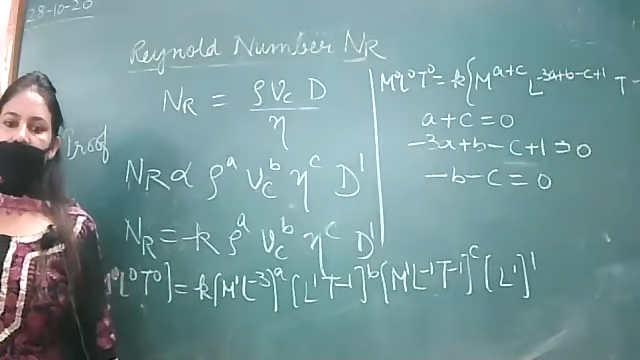 28-10-20
Reynold Number N_R
N_R = ρ V_c D / η
Proof
N_R ∝ ρ^a V_c^b η^c D^1
N_R = k ρ^a V_c^b η^c D^1
M^0 L^0 T^0] = k [M^1 L^-3]^a [L^1 T^-1]^b [M^1 L^-1 T^-1]^c [L^1]^1
M^0 L^0 T^0 = k [M^a+c L^-3a+b-c+1 T^-
a + c = 0
-3a + b - c + 1 = 0
-b - c = 0